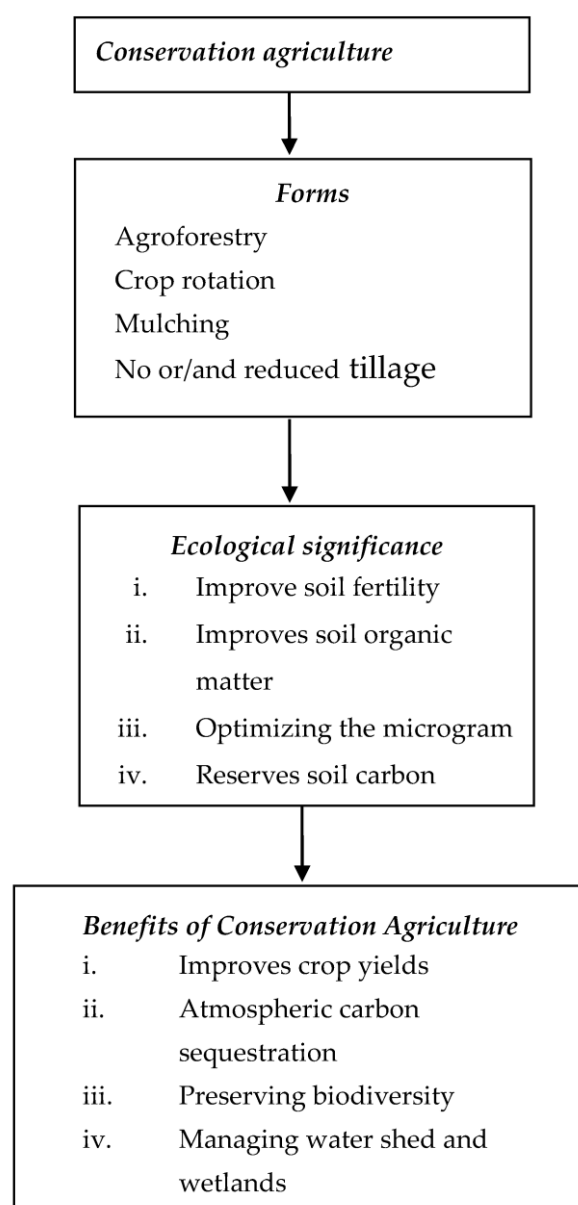 Conservation agriculture
Forms
Agroforestry
Crop rotation
Mulching
No or/and reduced tillage
Ecological significance
i. Improve soil fertility
ii. Improves soil organic
matter
iii. Optimizing the microgram
iv. Reserves soil carbon
Benefits of Conservation Agriculture
i. Improves crop yields
ii. Atmospheric carbon
sequestration
iii. Preserving biodiversity
iv. Managing water shed and
wetlands